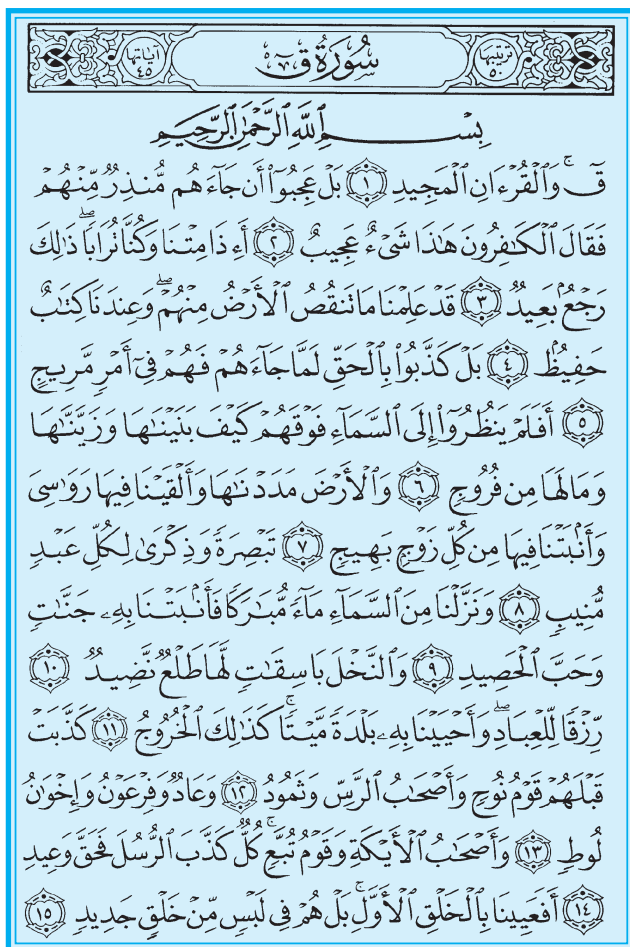 ترتيبها ٥٠ سُورَةُ قٓ آياتها ٤٥
بِسْمِ ٱللَّهِ ٱلرَّحْمَٰنِ ٱلرَّحِيمِ
قٓۚ وَٱلْقُرْءَانِ ٱلْمَجِيدِ ١ بَلْ عَجِبُوٓا۟ أَن جَآءَهُم مُّنذِرٌ مِّنْهُمْ
فَقَالَ ٱلْكَٰفِرُونَ هَٰذَا شَىْءٌ عَجِيبٌ ٢ أَءِذَا مِتْنَا وَكُنَّا تُرَابًاۖ ذَٰلِكَ
رَجْعٌۢ بَعِيدٌ ٣ قَدْ عَلِمْنَا مَا تَنقُصُ ٱلْأَرْضُ مِنْهُمْۖ وَعِندَنَا كِتَٰبٌ
حَفِيظٌۢ ٤ بَلْ كَذَّبُوا۟ بِٱلْحَقِّ لَمَّا جَآءَهُمْ فَهُمْ فِىٓ أَمْرٍ مَّرِيجٍ
٥ أَفَلَمْ يَنظُرُوٓا۟ إِلَى ٱلسَّمَآءِ فَوْقَهُمْ كَيْفَ بَنَيْنَٰهَا وَزَيَّنَّٰهَا
وَمَا لَهَا مِن فُرُوجٍ ٦ وَٱلْأَرْضَ مَدَدْنَٰهَا وَأَلْقَيْنَا فِيهَا رَوَٰسِىَ
وَأَنۢبَتْنَا فِيهَا مِن كُلِّ زَوْجٍۭ بَهِيجٍ ٧ تَبْصِرَةً وَذِكْرَىٰ لِكُلِّ عَبْدٍ
مُّنِيبٍ ٨ وَنَزَّلْنَا مِنَ ٱلسَّمَآءِ مَآءً مُّبَٰرَكًا فَأَنۢبَتْنَا بِهِۦ جَنَّٰتٍ
وَحَبَّ ٱلْحَصِيدِ ٩ وَٱلنَّخْلَ بَاسِقَٰتٍ لَّهَا طَلْعٌ نَّضِيدٌ ١٠
رِّزْقًا لِّلْعِبَادِۖ وَأَحْيَيْنَا بِهِۦ بَلْدَةً مَّيْتًاۚ كَذَٰلِكَ ٱلْخُرُوجُ ١١ كَذَّبَتْ
قَبْلَهُمْ قَوْمُ نُوحٍ وَأَصْحَٰبُ ٱلرَّسِّ وَثَمُودُ ١٢ وَعَادٌ وَفِرْعَوْنُ وَإِخْوَٰنُ
لُوطٍ ١٣ وَأَصْحَٰبُ ٱلْأَيْكَةِ وَقَوْمُ تُبَّعٍۚ كُلٌّ كَذَّبَ ٱلرُّسُلَ فَحَقَّ وَعِيدِ
١٤ أَفَعَيِينَا بِٱلْخَلْقِ ٱلْأَوَّلِۚ بَلْ هُمْ فِى لَبْسٍ مِّنْ خَلْقٍ جَدِيدٍ ١٥